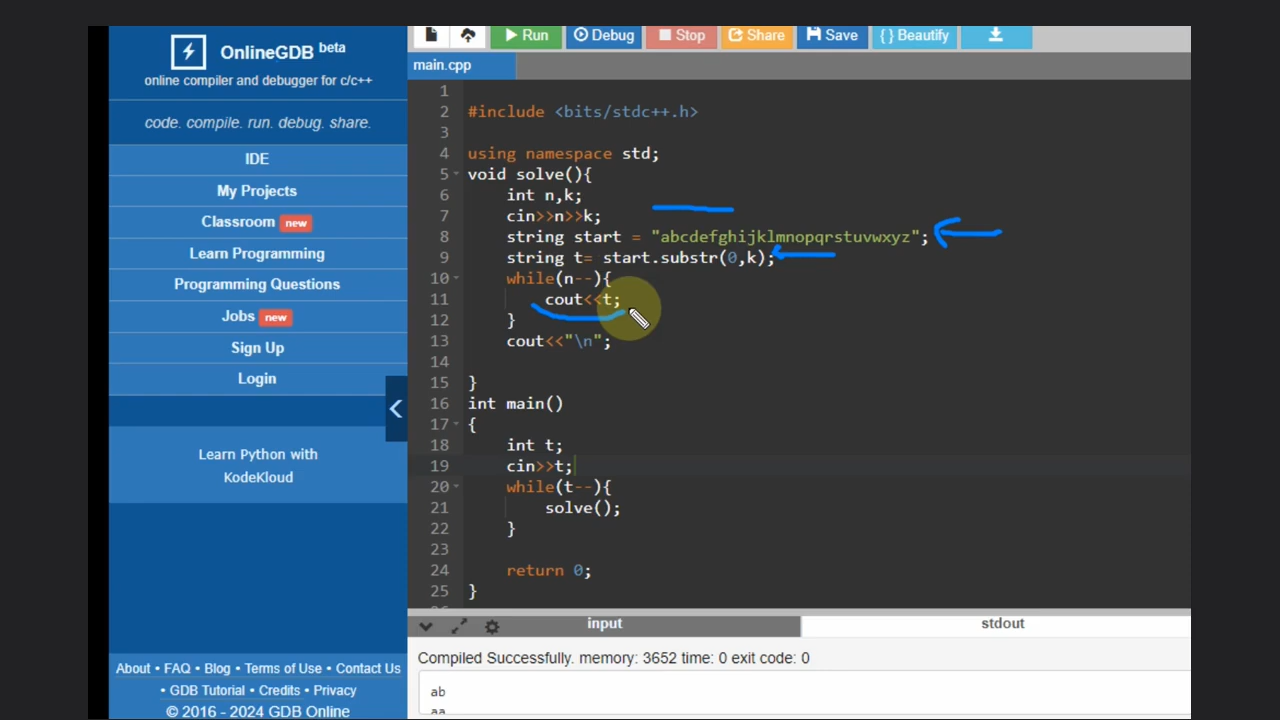 OnlineGDB beta
online compiler and debugger for c/c++
code. compile. run. debug. share.
IDE
My Projects
Classroom new
Learn Programming
Programming Questions
Jobs new
Sign Up
Login
Learn Python with
KodeKloud
About • FAQ • Blog • Terms of Use • Contact Us
• GDB Tutorial • Credits • Privacy
© 2016 - 2024 GDB Online
Run Debug Stop Share Save { } Beautify
main.cpp
1
2 #include <bits/stdc++.h>
3
4 using namespace std;
5 void solve(){
6 int n,k;
7 cin>>n>>k;
8 string start = "abcdefghijklmnopqrstuvwxyz";
9 string t= start.substr(0,k);
10 while(n--){
11 cout<<t;
12 }
13 cout<<"\n";
14
15 }
16 int main()
17 {
18 int t;
19 cin>>t;
20 while(t--){
21 solve();
22 }
23
24 return 0;
25 }
input stdout
Compiled Successfully. memory: 3652 time: 0 exit code: 0
ab
aa